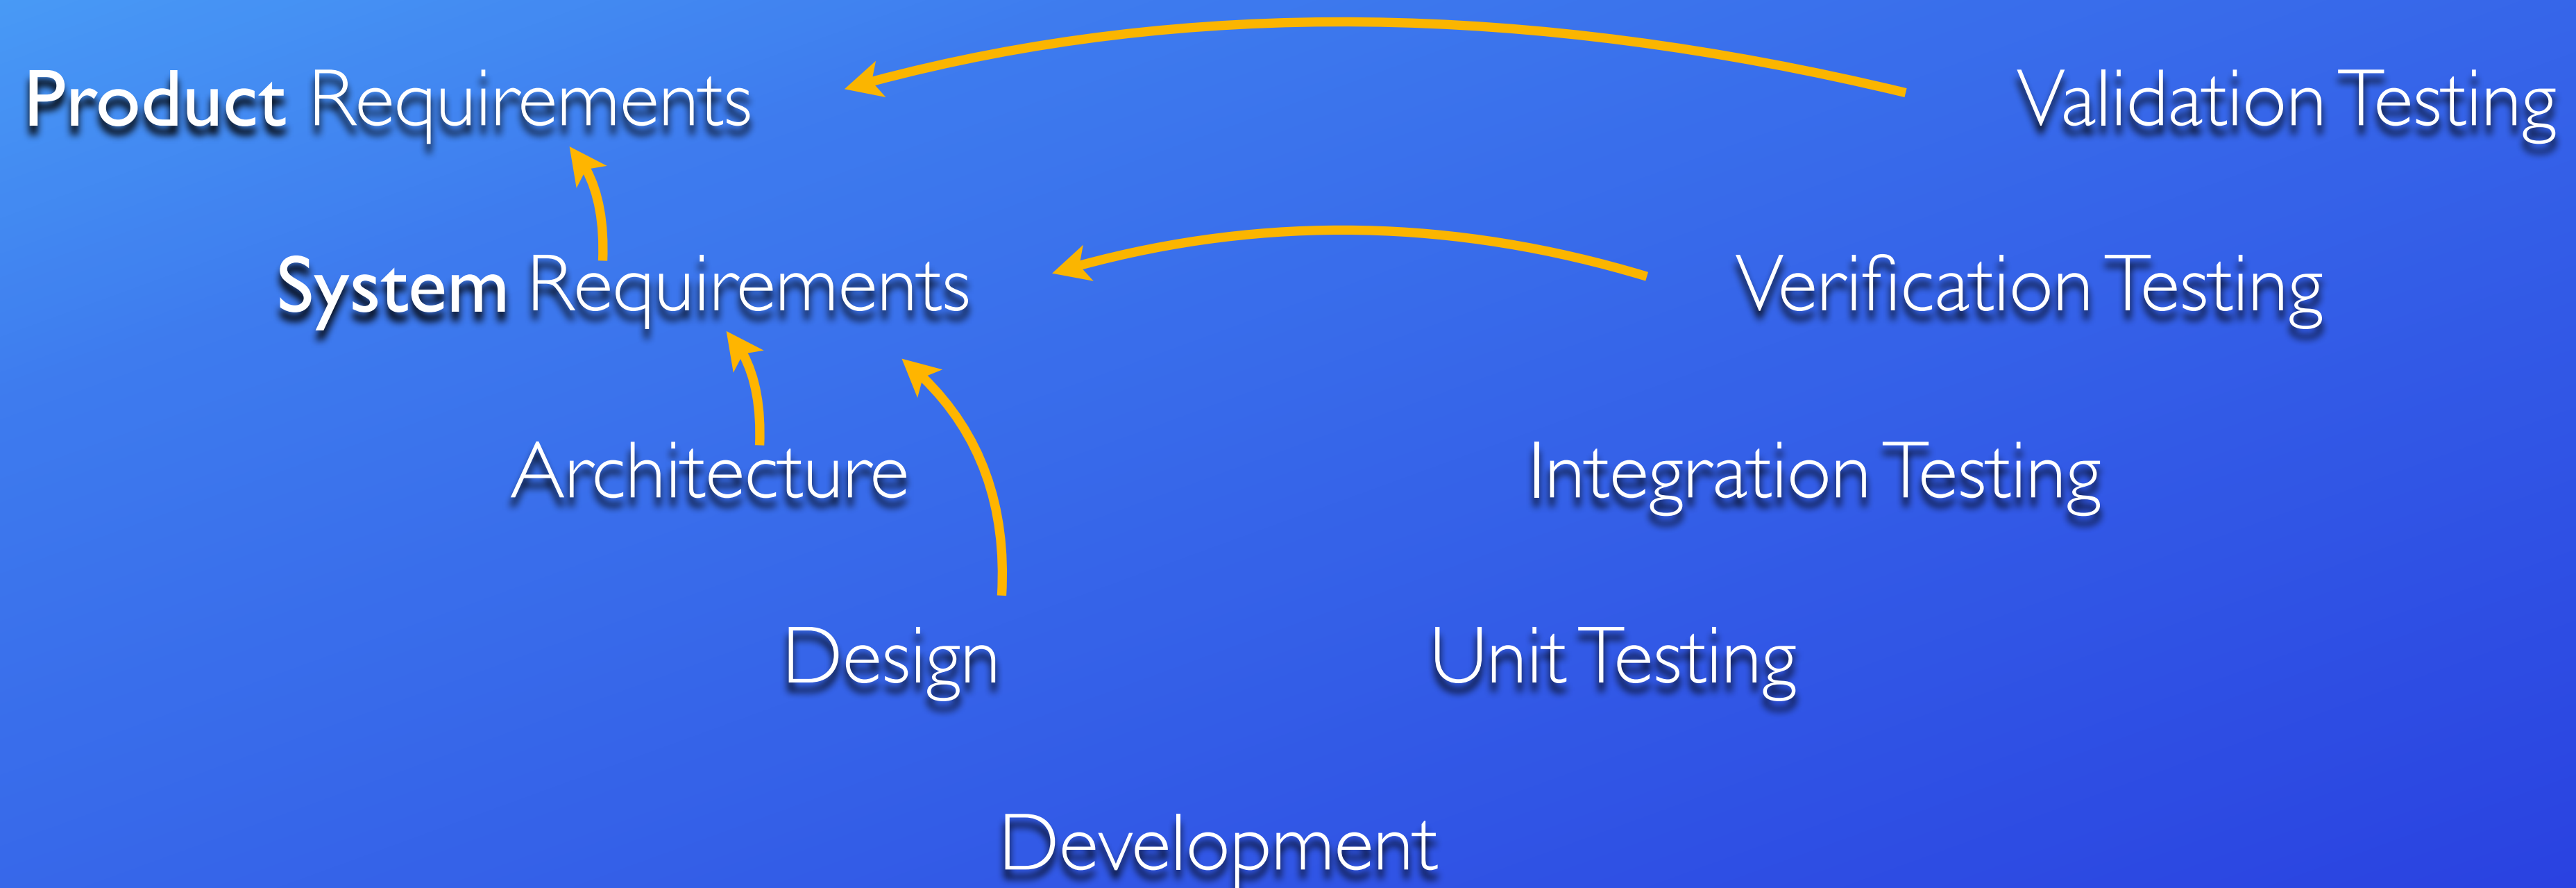 Product Requirements
Validation Testing
System Requirements
Verification Testing
Architecture
Integration Testing
Design
Unit Testing
Development